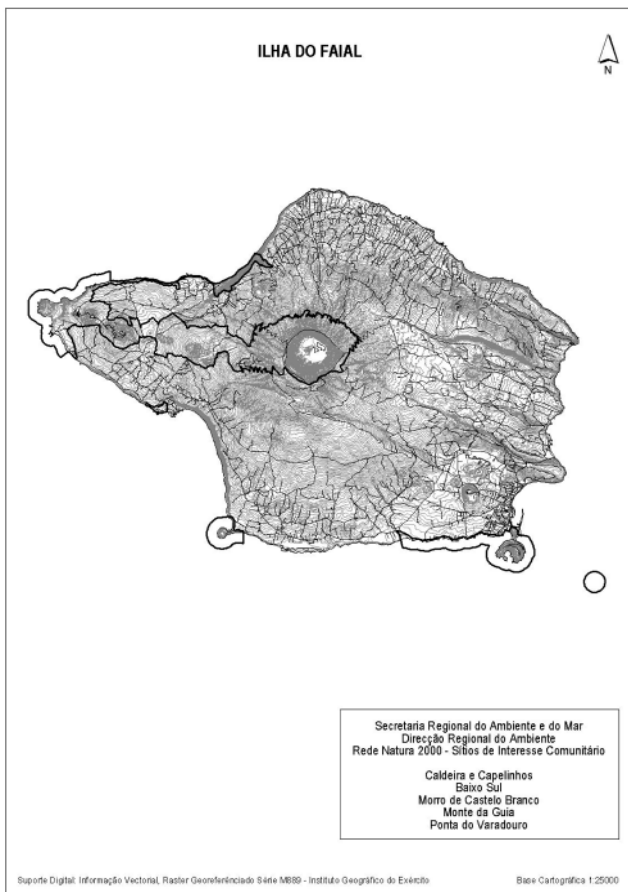 ILHA DO FAIAL
N
Secretaria Regional do Ambiente e do Mar
Direcção Regional do Ambiente
Rede Natura 2000 - Sítios de Interesse Comunitário
Caldeira e Capelinhos
Baixo Sul
Morro de Castelo Branco
Monte da Guia
Ponta do Varadouro
Suporte Digital: Informação Vectorial, Raster Georeferênciado Série M889 - Instituto Geográfico do Exército
Base Cartográfica 1:25000